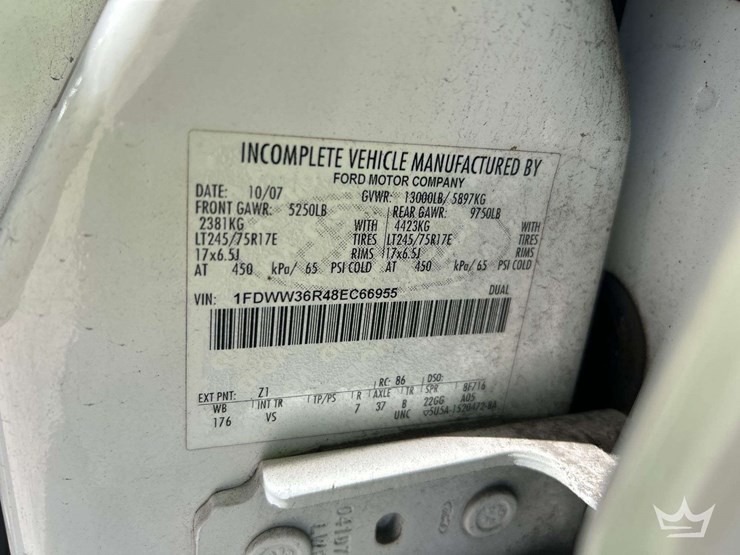 INCOMPLETE VEHICLE MANUFACTURED BY
FORD MOTOR COMPANY
DATE: 10/07 GVWR: 13000LB/ 5897KG
FRONT GAWR: 5250LB REAR GAWR: 9750LB
2381KG WITH 4423KG WITH
LT245/75R17E TIRES LT245/75R17E TIRES
17x6.5J RIMS 17x6.5J RIMS
AT 450 kPa/ 65 PSI COLD AT 450 kPa/ 65 PSI COLD
VIN: 1FDWW36R48EC66955 DUAL
EXT PNT: Z1 RC: 86 DSO:
WB INT TR TP/PS R AXLE TR SPR 8F716
176 VS 7 37 B 22GG A05
UNC